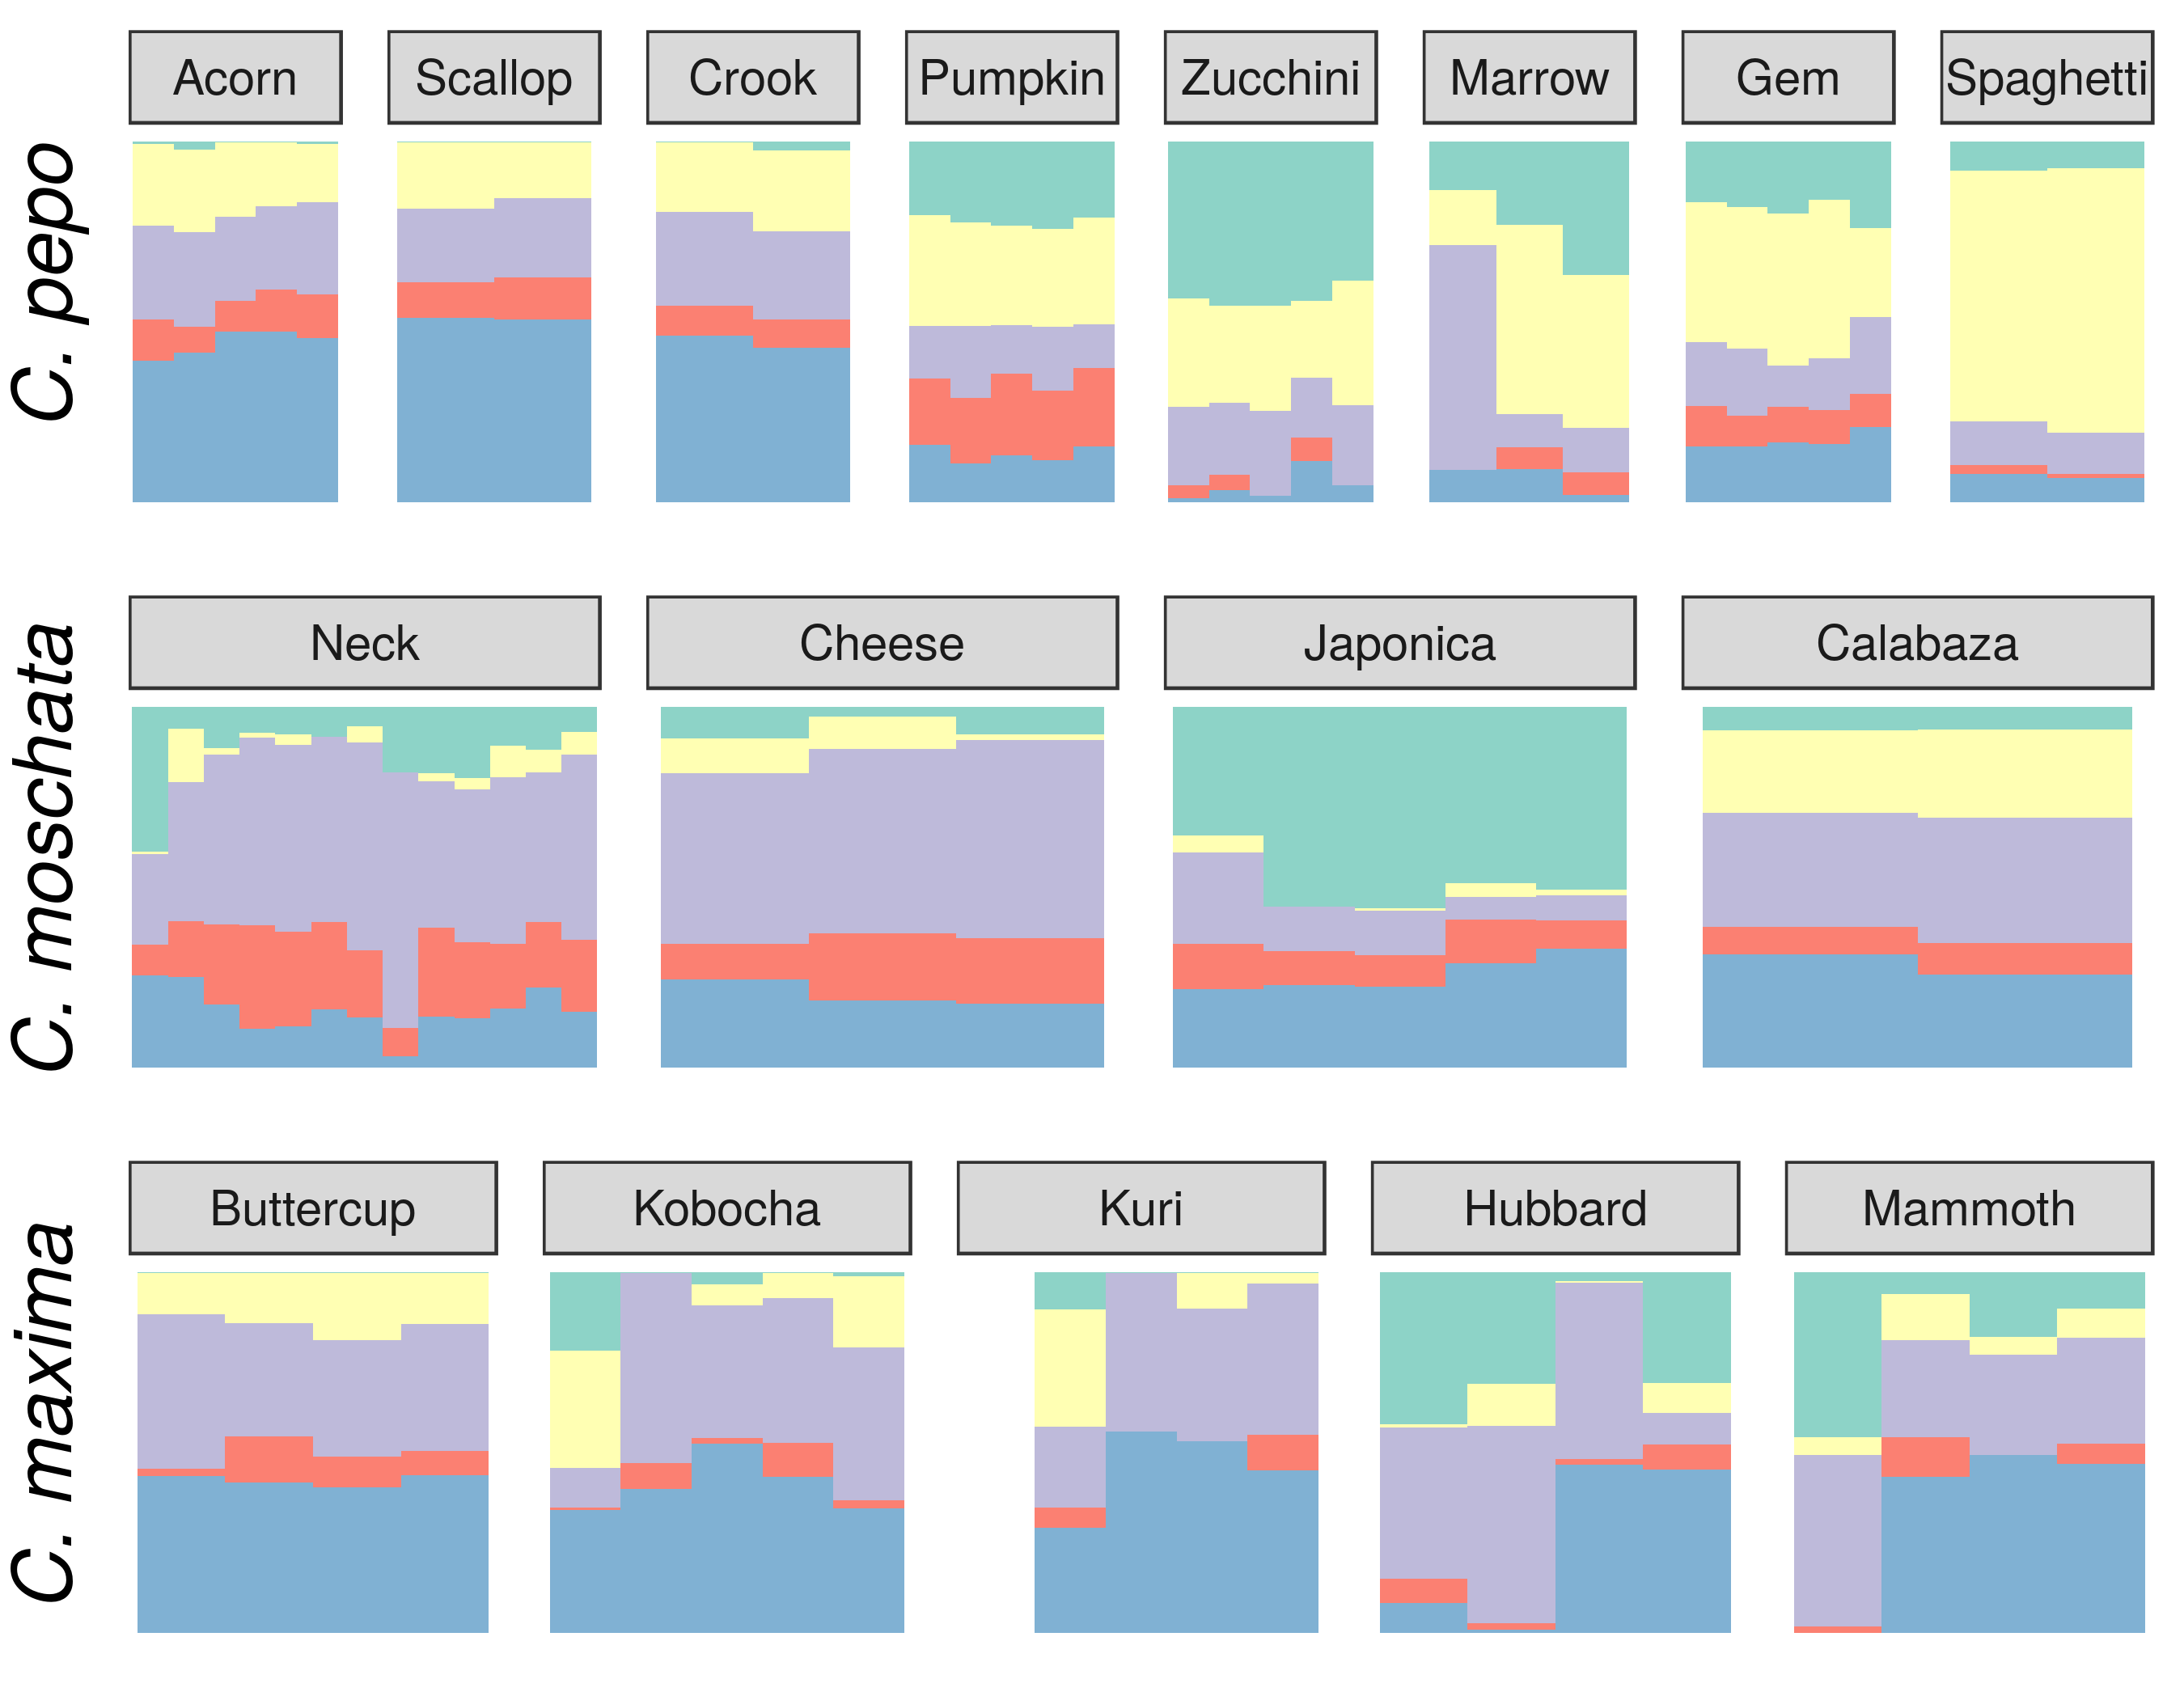 C. pepo
Acorn Scallop Crook Pumpkin Zucchini Marrow Gem Spaghetti
C. moschata
Neck Cheese Japonica Calabaza
C. maxima
Buttercup Kobocha Kuri Hubbard Mammoth